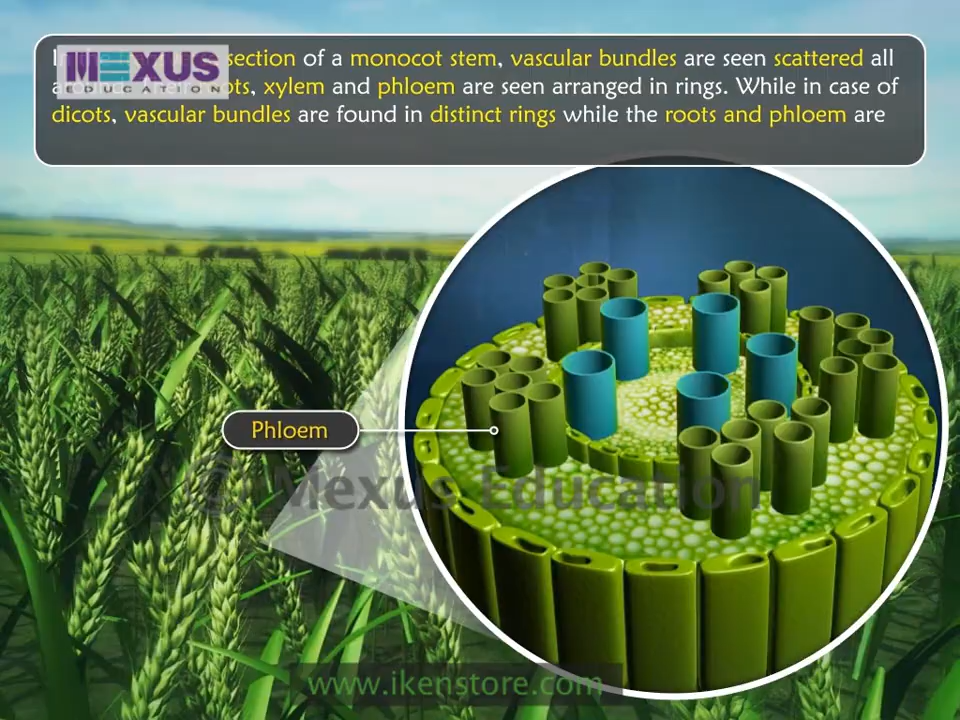 MEXUS
EDUCATION
section of a monocot stem, vascular bundles are seen scattered all
xylem and phloem are seen arranged in rings. While in case of
dicots, vascular bundles are found in distinct rings while the roots and phloem are
Phloem
© Mexus Education
www.ikenstore.com